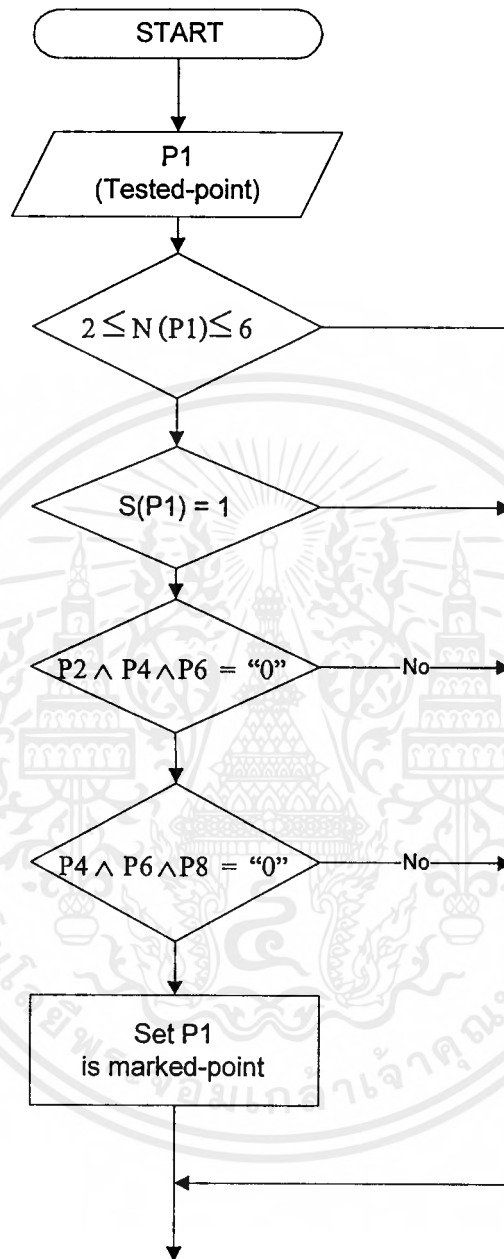 START
P1
(Tested-point)
2 ≤ N (P1) ≤ 6
S(P1) = 1
P2 ∧ P4 ∧ P6 = “0”
No
P4 ∧ P6 ∧ P8 = “0”
No
Set P1
is marked-point